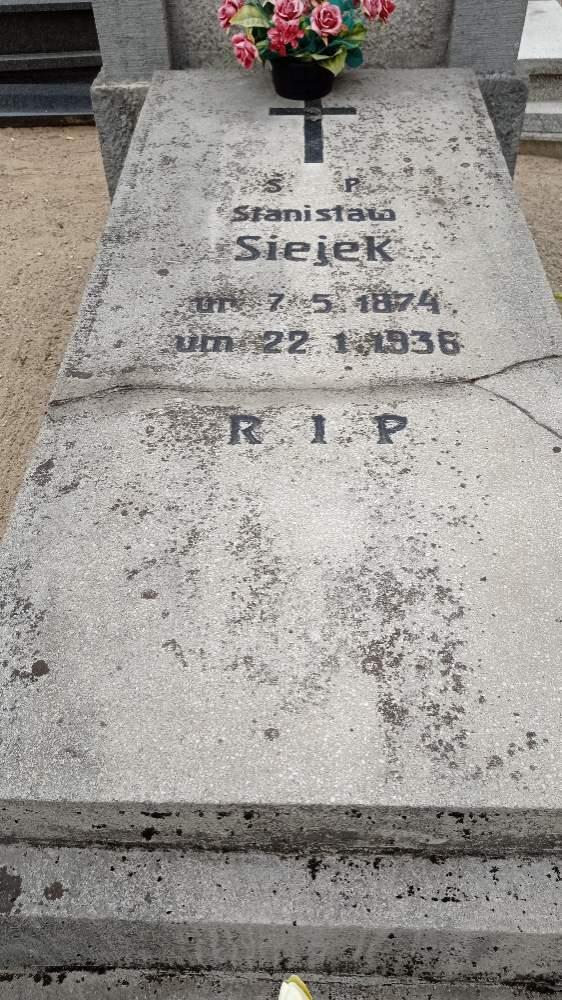 S P
Stanisław
Siejek
ur 7 5 1874
um 22 1 1936
R I P